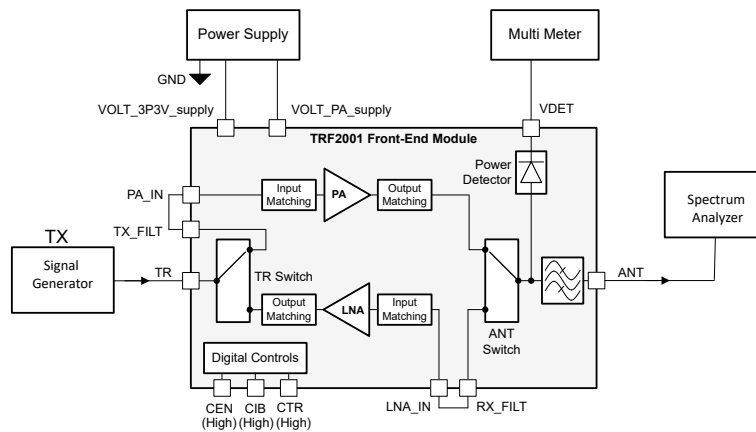 Power Supply
Multi Meter
GND
VOLT_3P3V_supply
VOLT_PA_supply
VDET
TRF2001 Front-End Module
Power
Detector
PA_IN
Input
Matching
PA
Output
Matching
Spectrum
Analyzer
TX_FILT
TX
Signal
Generator
TR
TR Switch
ANT
Output
Matching
LNA
Input
Matching
ANT
Switch
Digital Controls
CEN
(High)
CIB
(High)
CTR
(High)
LNA_IN
RX_FILT